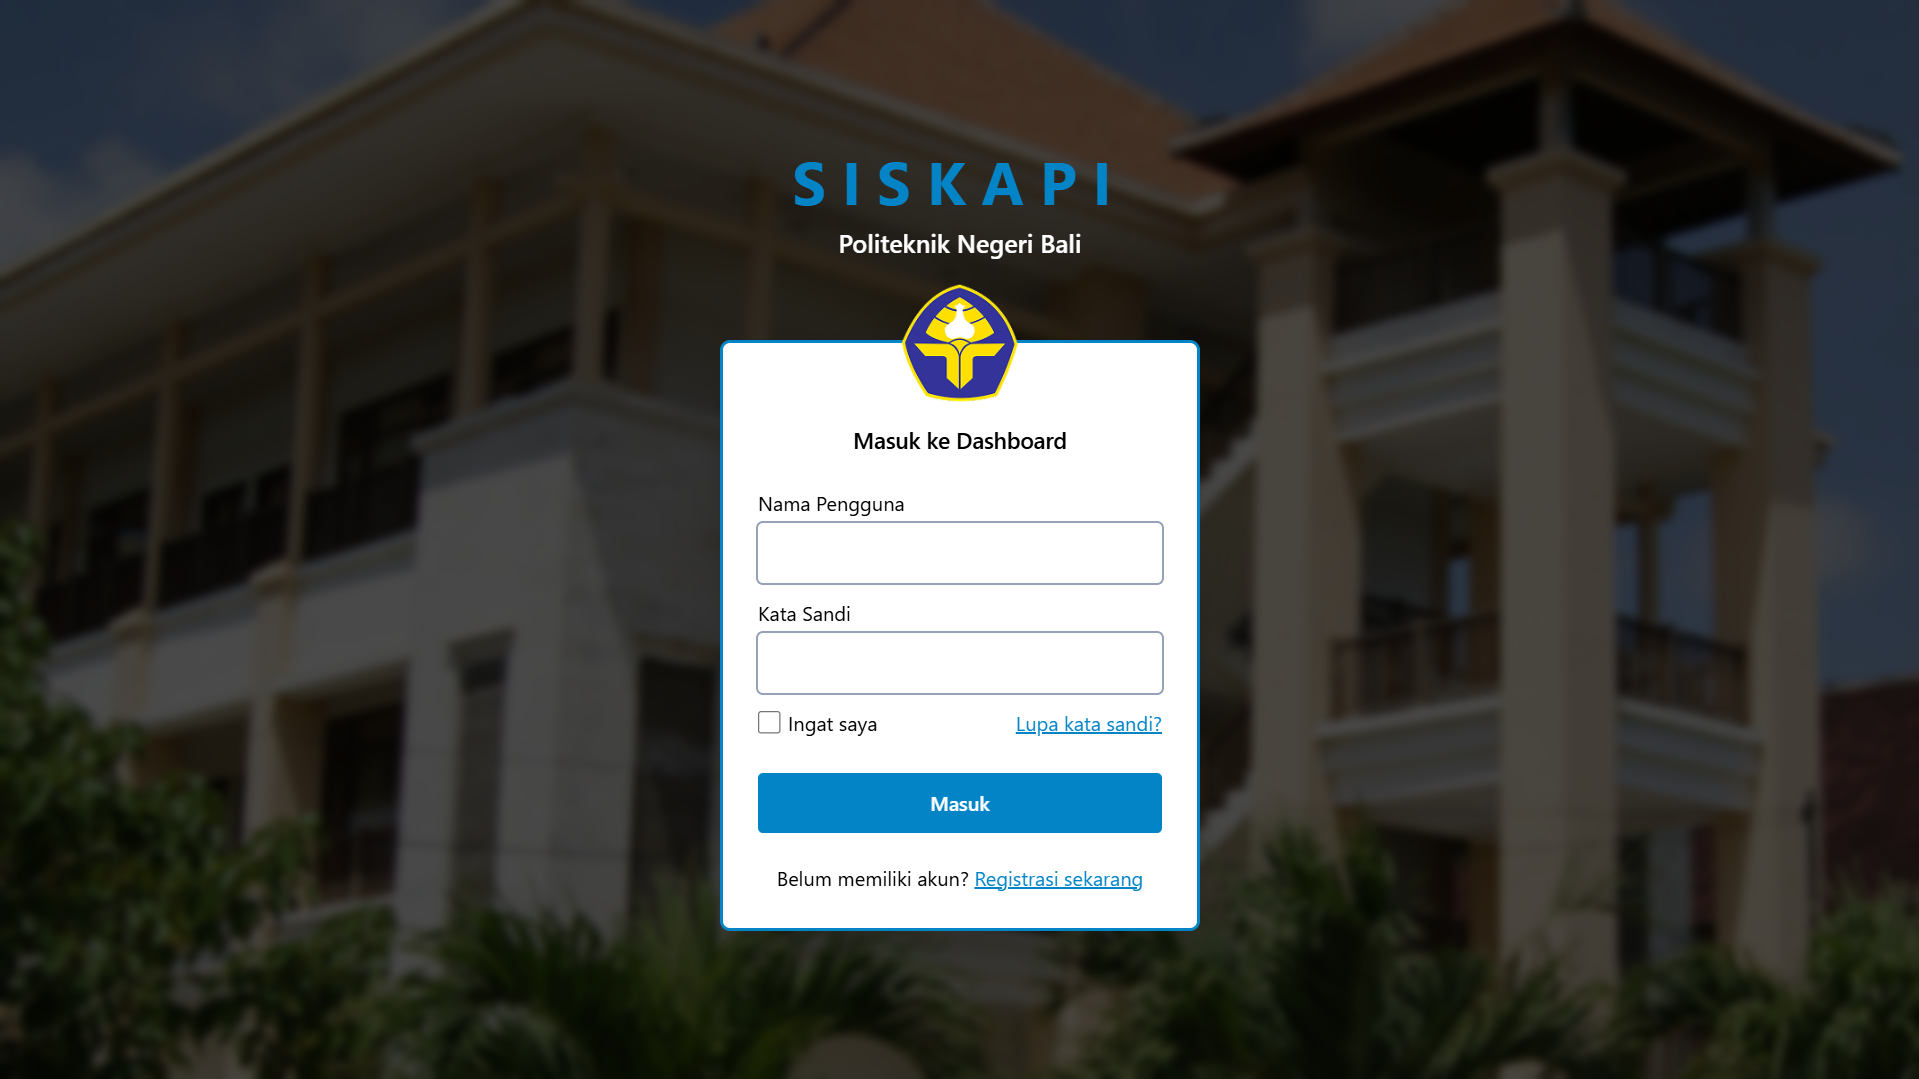 SISKAPI
Politeknik Negeri Bali
Masuk ke Dashboard
Nama Pengguna
Kata Sandi
Ingat saya
Lupa kata sandi?
Masuk
Belum memiliki akun? Registrasi sekarang